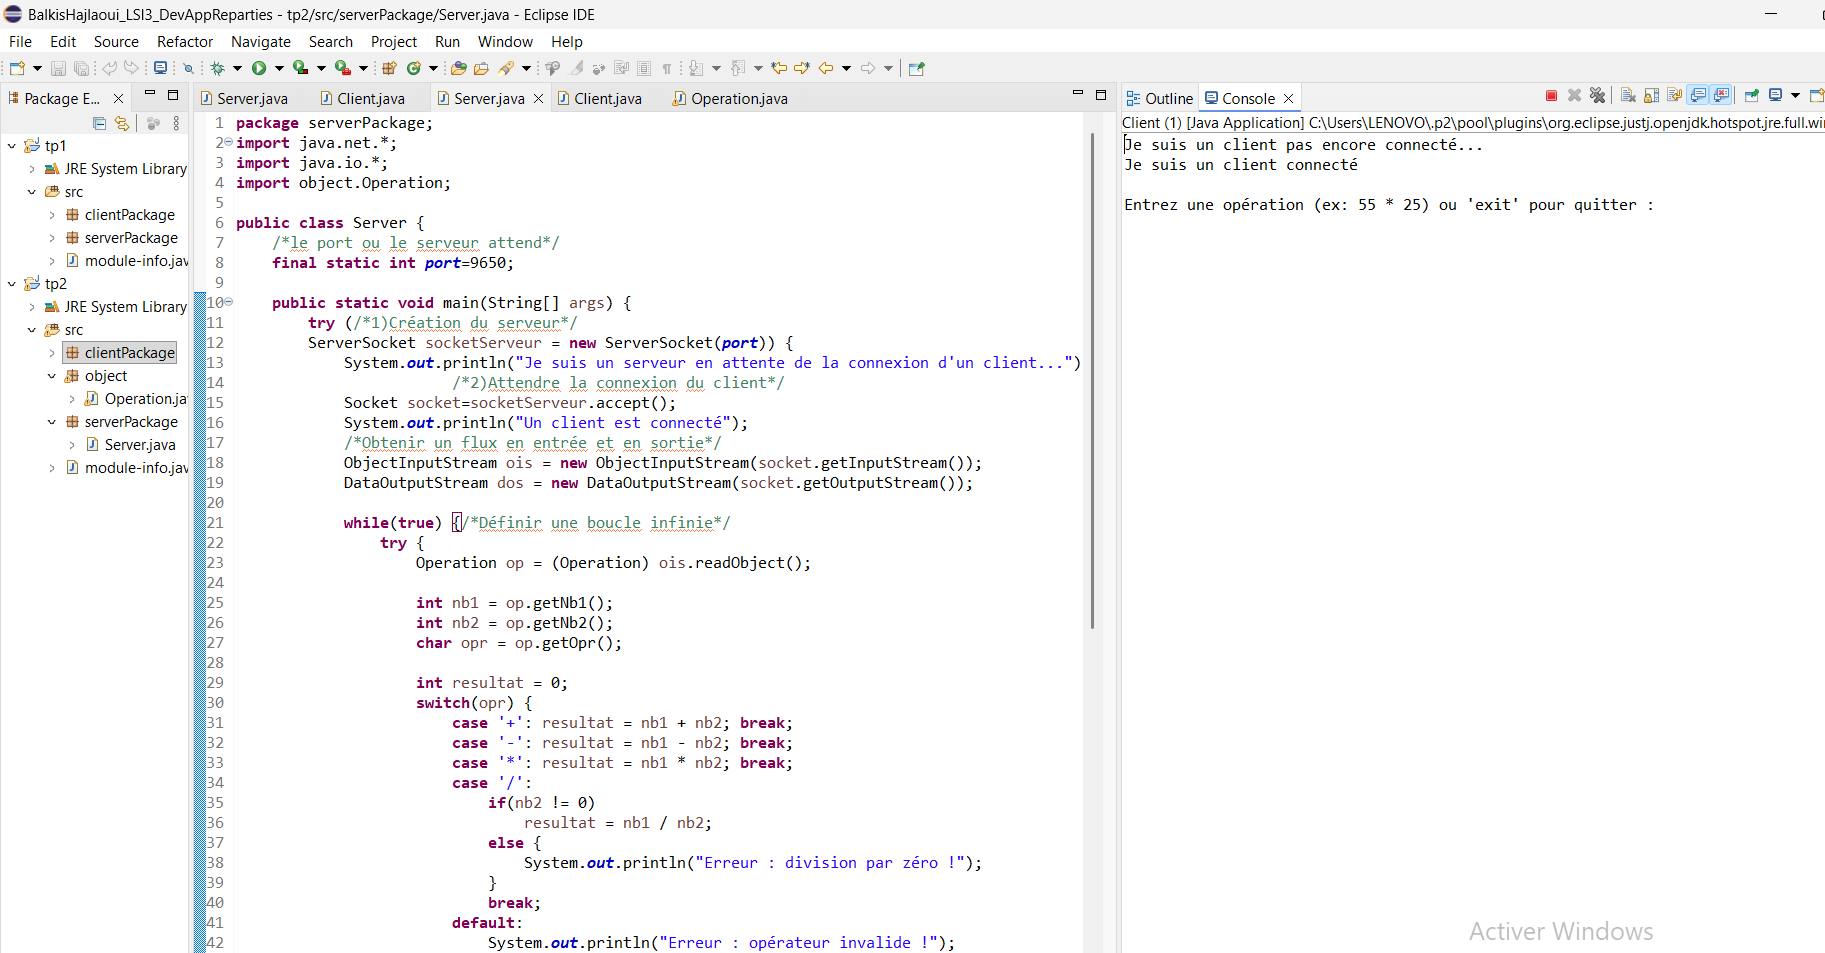 BalkisHajlaoui_LSI3_DevAppReparties - tp2/src/serverPackage/Server.java - Eclipse IDE
File Edit Source Refactor Navigate Search Project Run Window Help
Package E...
tp1
JRE System Library
src
clientPackage
serverPackage
module-info.jav
tp2
JRE System Library
src
clientPackage
object
Operation.ja
serverPackage
Server.java
module-info.jav
Server.java Client.java Server.java Client.java Operation.java
1 package serverPackage;
2 import java.net.*;
3 import java.io.*;
4 import object.Operation;
5
6 public class Server {
7 /*le port ou le serveur attend*/
8 final static int port=9650;
9
10 public static void main(String[] args) {
11 try (/*1)Création du serveur*/
12 ServerSocket socketServeur = new ServerSocket(port)) {
13 System.out.println("Je suis un serveur en attente de la connexion d'un client...")
14 /*2)Attendre la connexion du client*/
15 Socket socket=socketServeur.accept();
16 System.out.println("Un client est connecté");
17 /*Obtenir un flux en entrée et en sortie*/
18 ObjectInputStream ois = new ObjectInputStream(socket.getInputStream());
19 DataOutputStream dos = new DataOutputStream(socket.getOutputStream());
20
21 while(true) {/*Définir une boucle infinie*/
22 try {
23 Operation op = (Operation) ois.readObject();
24
25 int nb1 = op.getNb1();
26 int nb2 = op.getNb2();
27 char opr = op.getOpr();
28
29 int resultat = 0;
30 switch(opr) {
31 case '+': resultat = nb1 + nb2; break;
32 case '-': resultat = nb1 - nb2; break;
33 case '*': resultat = nb1 * nb2; break;
34 case '/':
35 if(nb2 != 0)
36 resultat = nb1 / nb2;
37 else {
38 System.out.println("Erreur : division par zéro !");
39 }
40 break;
41 default:
42 System.out.println("Erreur : opérateur invalide !");
Outline Console
Client (1) [Java Application] C:\Users\LENOVO\.p2\pool\plugins\org.eclipse.justj.openjdk.hotspot.jre.full.wi
Je suis un client pas encore connecté...
Je suis un client connecté
Entrez une opération (ex: 55 * 25) ou 'exit' pour quitter :
Activer Windows